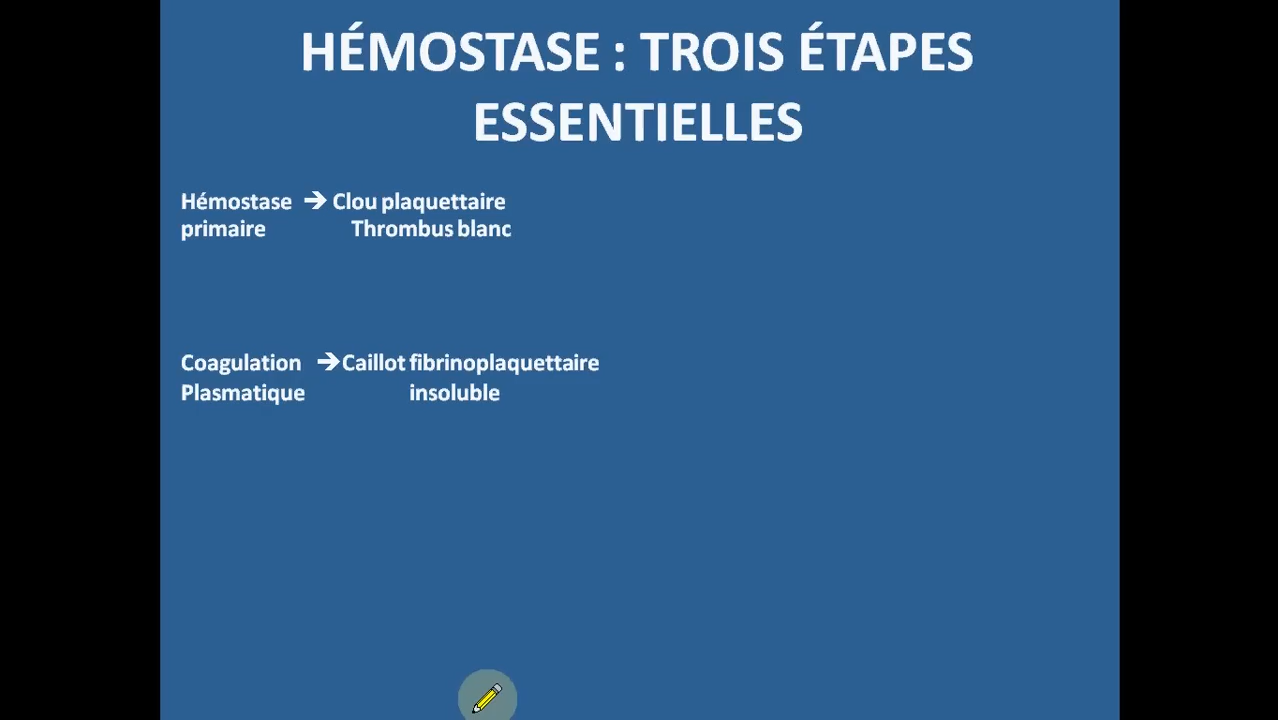 HÉMOSTASE : TROIS ÉTAPES
ESSENTIELLES
Hémostase ➔ Clou plaquettaire
primaire Thrombus blanc
Coagulation ➔Caillot fibrinoplaquettaire
Plasmatique insoluble